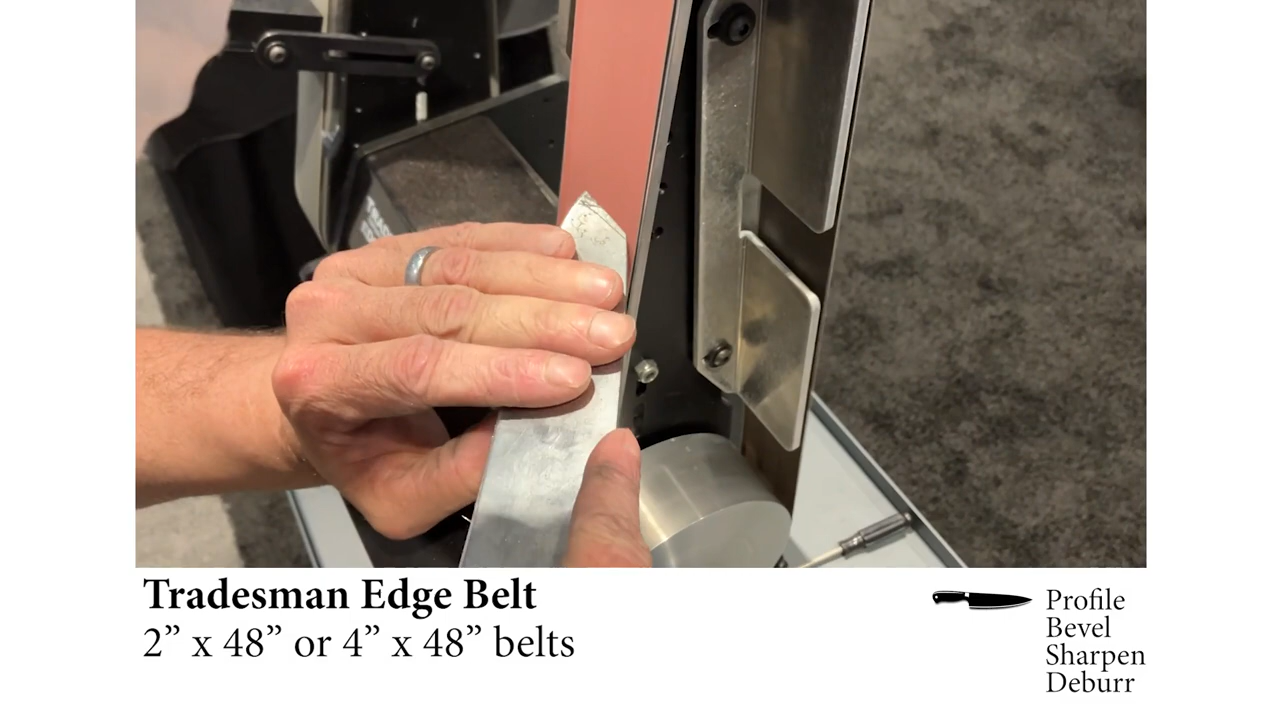 Tradesman Edge Belt
2” x 48” or 4” x 48” belts
Profile
Bevel
Sharpen
Deburr